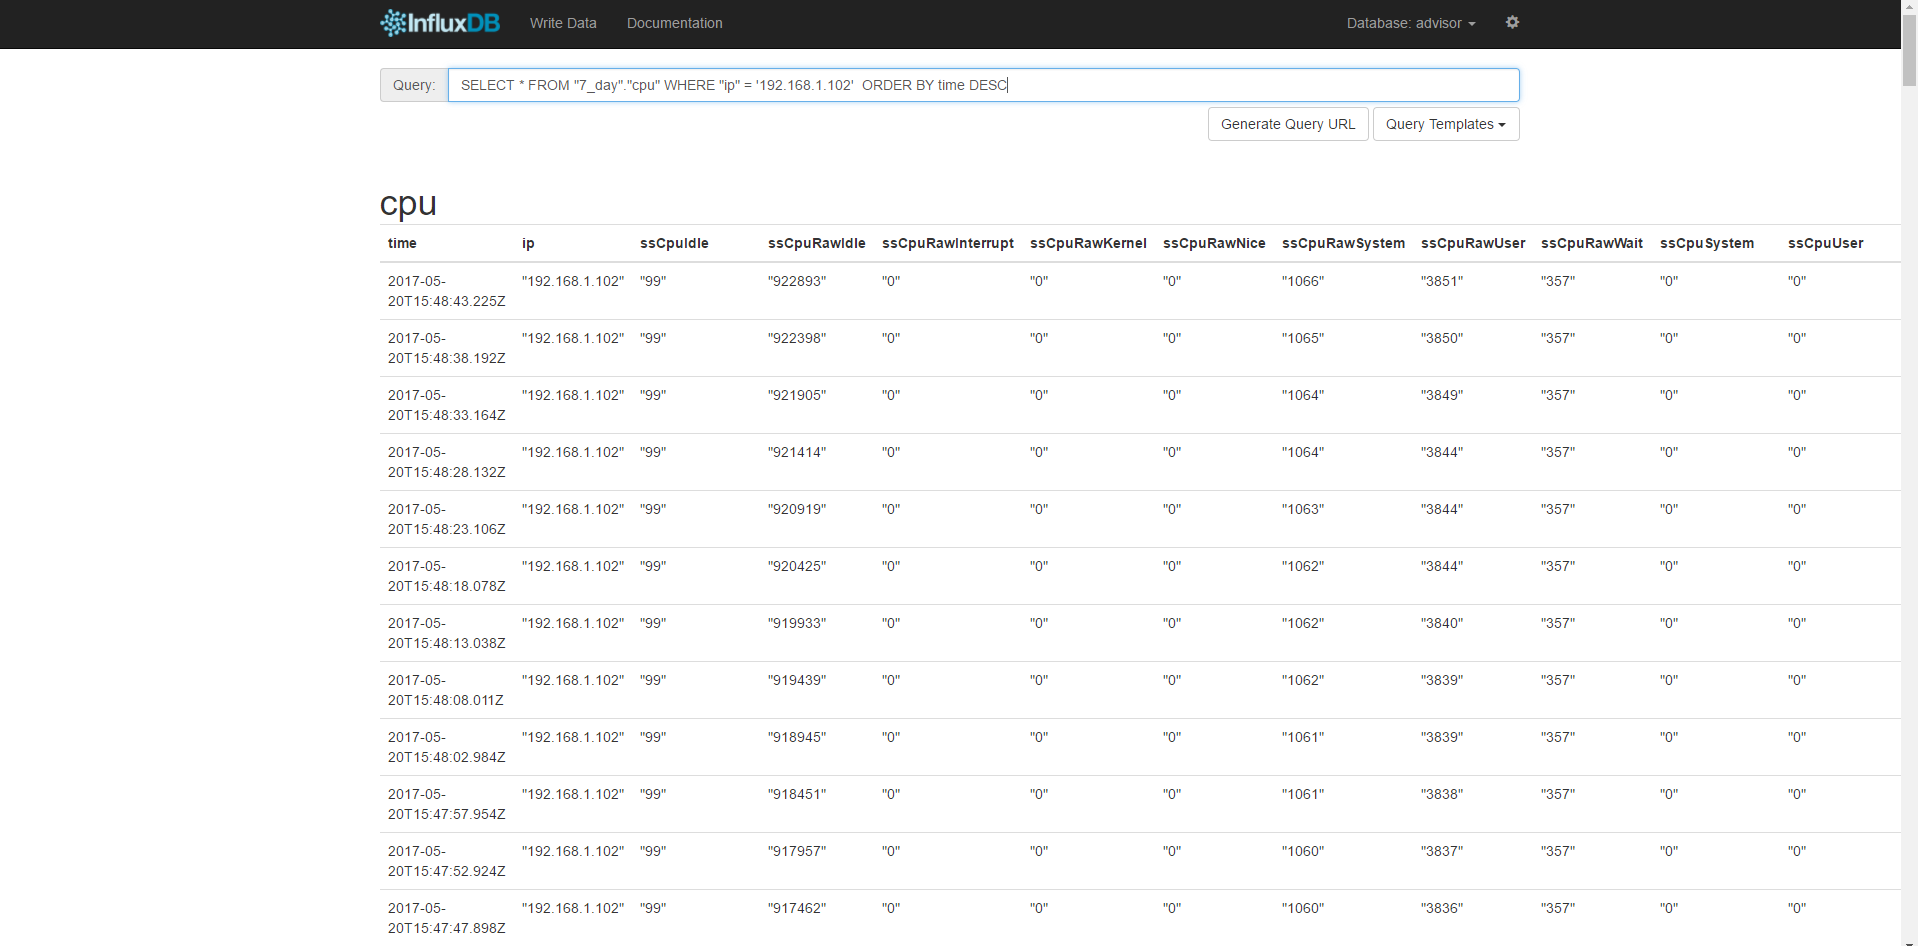 InfluxDB Write Data Documentation Database: advisor
Query: SELECT * FROM "7_day"."cpu" WHERE "ip" = '192.168.1.102'  ORDER BY time DESC
Generate Query URL Query Templates
cpu
time ip ssCpuIdle ssCpuRawIdle ssCpuRawInterrupt ssCpuRawKernel ssCpuRawNice ssCpuRawSystem ssCpuRawUser ssCpuRawWait ssCpuSystem ssCpuUser
2017-05- "192.168.1.102" "99" "922893" "0" "0" "0" "1066" "3851" "357" "0" "0"
20T15:48:43.225Z
2017-05- "192.168.1.102" "99" "922398" "0" "0" "0" "1065" "3850" "357" "0" "0"
20T15:48:38.192Z
2017-05- "192.168.1.102" "99" "921905" "0" "0" "0" "1064" "3849" "357" "0" "0"
20T15:48:33.164Z
2017-05- "192.168.1.102" "99" "921414" "0" "0" "0" "1064" "3844" "357" "0" "0"
20T15:48:28.132Z
2017-05- "192.168.1.102" "99" "920919" "0" "0" "0" "1063" "3844" "357" "0" "0"
20T15:48:23.106Z
2017-05- "192.168.1.102" "99" "920425" "0" "0" "0" "1062" "3844" "357" "0" "0"
20T15:48:18.078Z
2017-05- "192.168.1.102" "99" "919933" "0" "0" "0" "1062" "3840" "357" "0" "0"
20T15:48:13.038Z
2017-05- "192.168.1.102" "99" "919439" "0" "0" "0" "1062" "3839" "357" "0" "0"
20T15:48:08.011Z
2017-05- "192.168.1.102" "99" "918945" "0" "0" "0" "1061" "3839" "357" "0" "0"
20T15:48:02.984Z
2017-05- "192.168.1.102" "99" "918451" "0" "0" "0" "1061" "3838" "357" "0" "0"
20T15:47:57.954Z
2017-05- "192.168.1.102" "99" "917957" "0" "0" "0" "1060" "3837" "357" "0" "0"
20T15:47:52.924Z
2017-05- "192.168.1.102" "99" "917462" "0" "0" "0" "1060" "3836" "357" "0" "0"
20T15:47:47.898Z